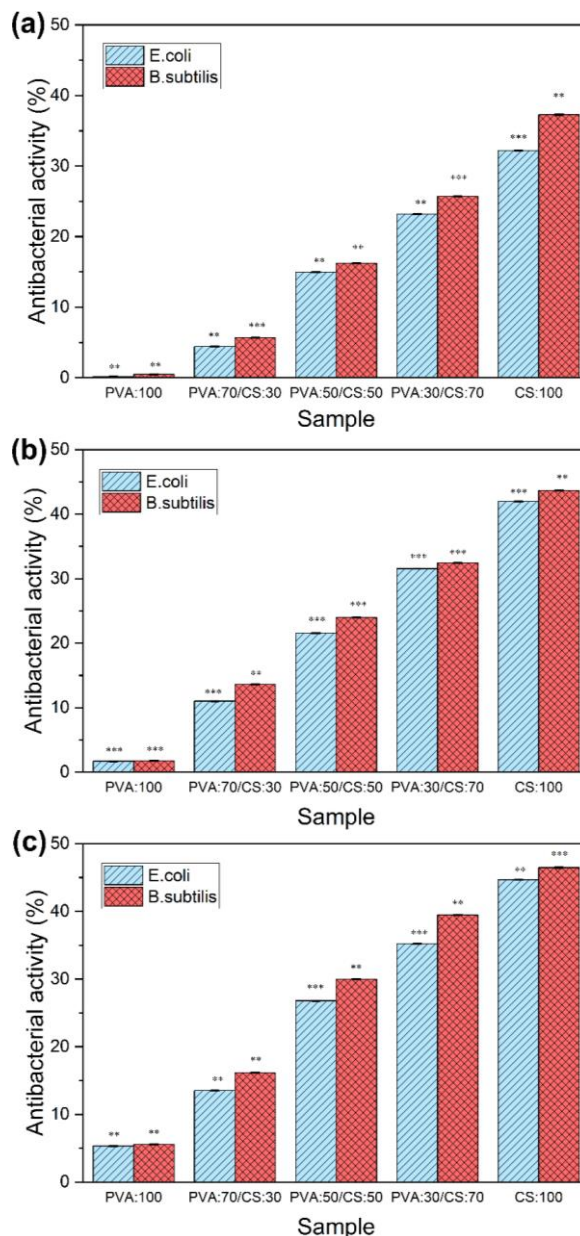 (a)
Antibacterial activity (%)
50
40
30
20
10
0
E.coli
B.subtilis
** ** ** *** ** ** ** *** *** **
PVA:100 PVA:70/CS:30 PVA:50/CS:50 PVA:30/CS:70 CS:100
Sample
(b)
Antibacterial activity (%)
50
40
30
20
10
0
E.coli
B.subtilis
*** *** *** ** *** *** *** *** *** **
PVA:100 PVA:70/CS:30 PVA:50/CS:50 PVA:30/CS:70 CS:100
Sample
(c)
Antibacterial activity (%)
50
40
30
20
10
0
E.coli
B.subtilis
** ** ** ** *** ** *** ** ** ***
PVA:100 PVA:70/CS:30 PVA:50/CS:50 PVA:30/CS:70 CS:100
Sample